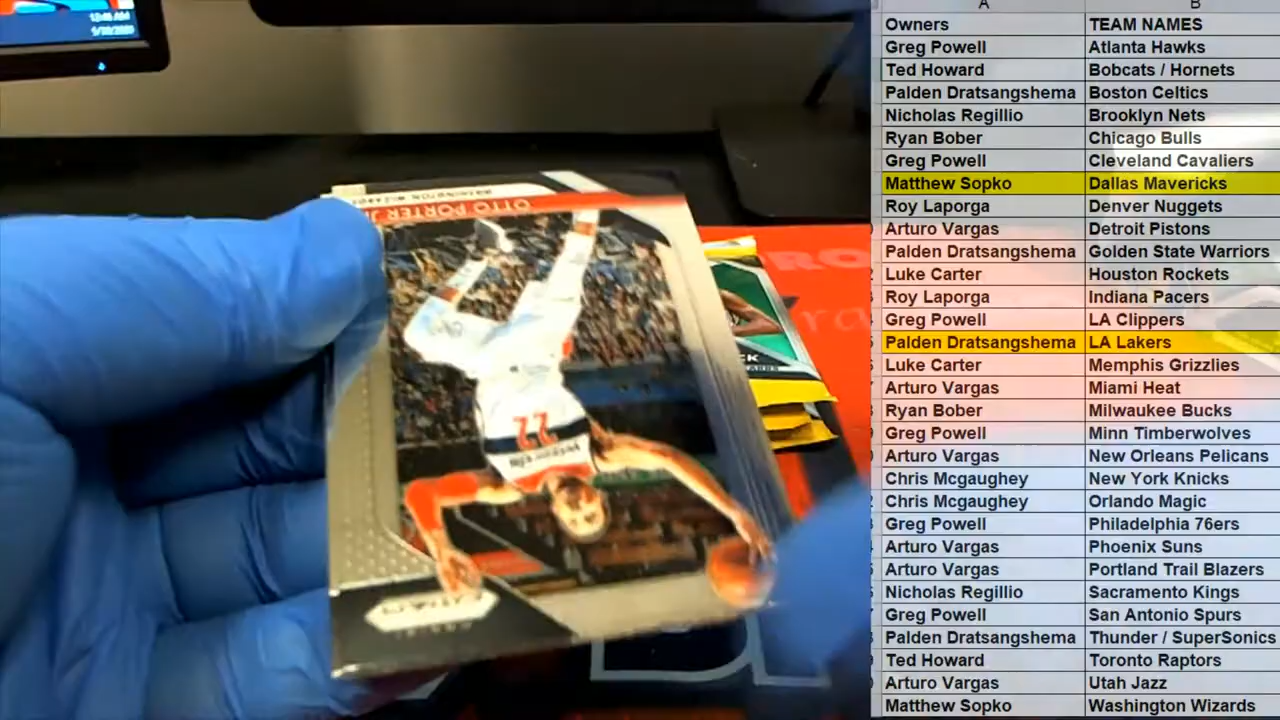 12:46 AM
OTTO PORTER JR
WASHINGTON WIZARDS
22
PRIZM
A B
Owners TEAM NAMES
Greg Powell Atlanta Hawks
Ted Howard Bobcats / Hornets
Palden Dratsangshema Boston Celtics
Nicholas Regillio Brooklyn Nets
Ryan Bober Chicago Bulls
Greg Powell Cleveland Cavaliers
Matthew Sopko Dallas Mavericks
Roy Laporga Denver Nuggets
Arturo Vargas Detroit Pistons
Palden Dratsangshema Golden State Warriors
Luke Carter Houston Rockets
Roy Laporga Indiana Pacers
Greg Powell LA Clippers
Palden Dratsangshema LA Lakers
Luke Carter Memphis Grizzlies
Arturo Vargas Miami Heat
Ryan Bober Milwaukee Bucks
Greg Powell Minn Timberwolves
Arturo Vargas New Orleans Pelicans
Chris Mcgaughey New York Knicks
Chris Mcgaughey Orlando Magic
Greg Powell Philadelphia 76ers
Arturo Vargas Phoenix Suns
Arturo Vargas Portland Trail Blazers
Nicholas Regillio Sacramento Kings
Greg Powell San Antonio Spurs
Palden Dratsangshema Thunder / SuperSonics
Ted Howard Toronto Raptors
Arturo Vargas Utah Jazz
Matthew Sopko Washington Wizards